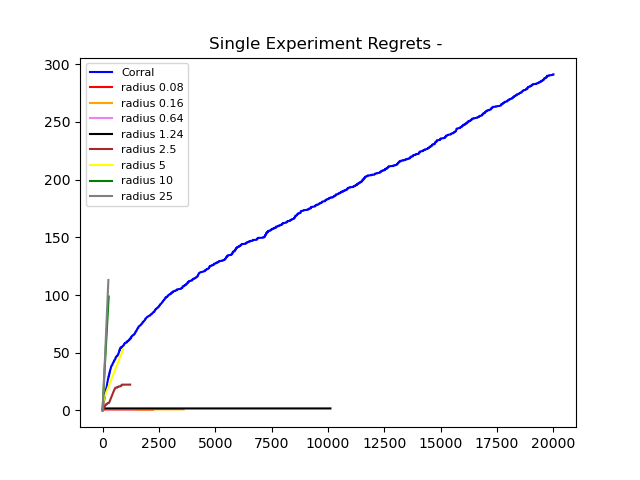 Single Experiment Regrets -
300
250
200
150
100
50
0
Corral
radius 0.08
radius 0.16
radius 0.64
radius 1.24
radius 2.5
radius 5
radius 10
radius 25
0 2500 5000 7500 10000 12500 15000 17500 20000